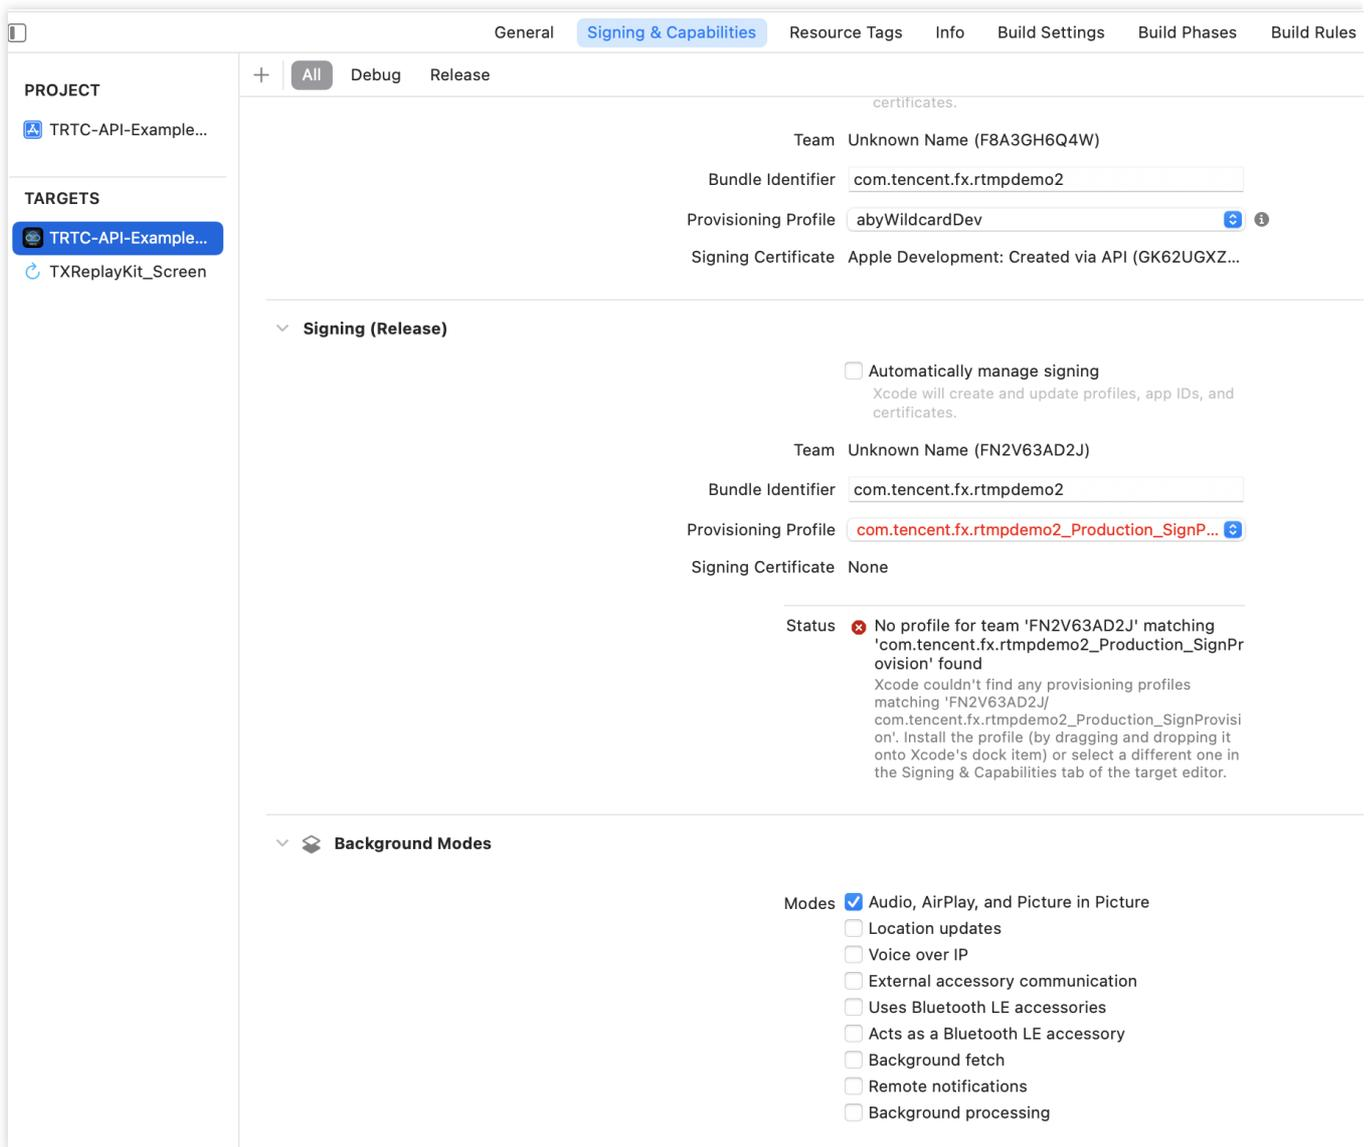 General Signing & Capabilities Resource Tags Info Build Settings Build Phases Build Rules
PROJECT
TRTC-API-Example...
TARGETS
TRTC-API-Example...
TXReplayKit_Screen
All Debug Release
certificates.
Team Unknown Name (F8A3GH6Q4W)
Bundle Identifier com.tencent.fx.rtmpdemo2
Provisioning Profile abyWildcardDev
Signing Certificate Apple Development: Created via API (GK62UGXZ...
Signing (Release)
Automatically manage signing
Xcode will create and update profiles, app IDs, and
certificates.
Team Unknown Name (FN2V63AD2J)
Bundle Identifier com.tencent.fx.rtmpdemo2
Provisioning Profile com.tencent.fx.rtmpdemo2_Production_SignP...
Signing Certificate None
Status No profile for team 'FN2V63AD2J' matching
'com.tencent.fx.rtmpdemo2_Production_SignPr
ovision' found
Xcode couldn't find any provisioning profiles
matching 'FN2V63AD2J/
com.tencent.fx.rtmpdemo2_Production_SignProvisi
on'. Install the profile (by dragging and dropping it
onto Xcode's dock item) or select a different one in
the Signing & Capabilities tab of the target editor.
Background Modes
Modes Audio, AirPlay, and Picture in Picture
Location updates
Voice over IP
External accessory communication
Uses Bluetooth LE accessories
Acts as a Bluetooth LE accessory
Background fetch
Remote notifications
Background processing